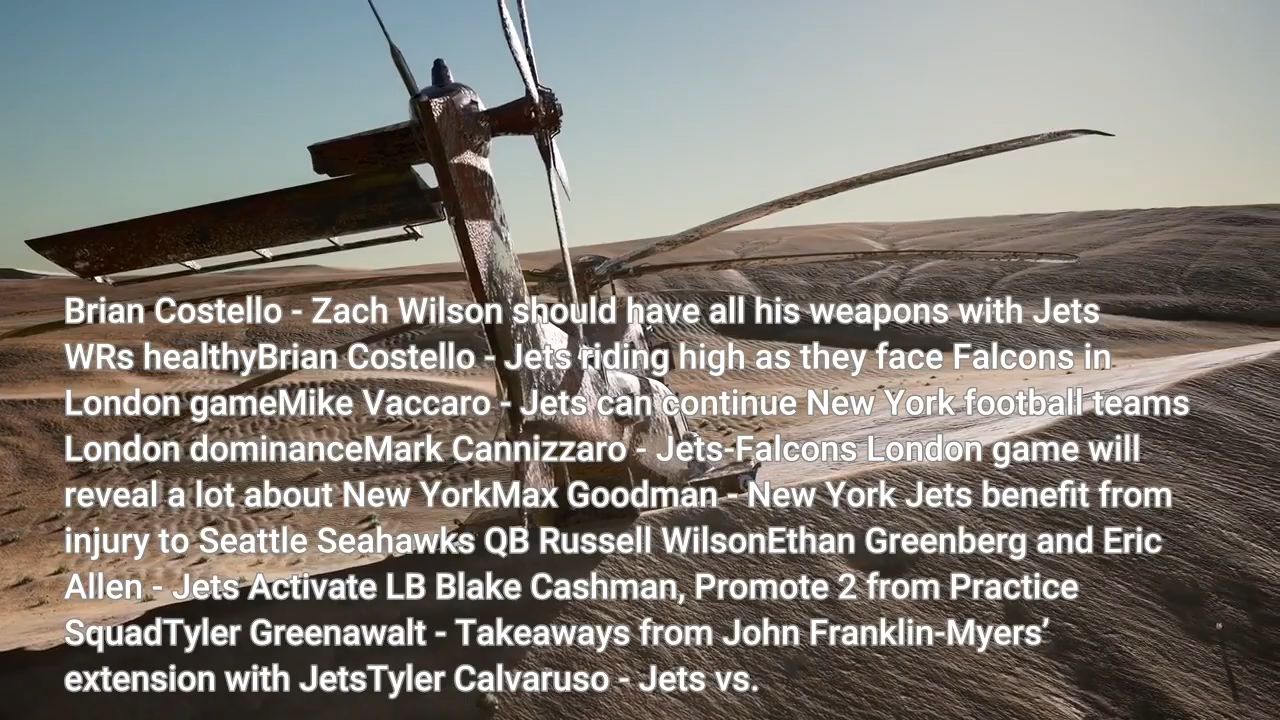 Brian Costello - Zach Wilson should have all his weapons with Jets
WRs healthyBrian Costello - Jets riding high as they face Falcons in
London gameMike Vaccaro - Jets can continue New York football teams
London dominanceMark Cannizzaro - Jets-Falcons London game will
reveal a lot about New YorkMax Goodman - New York Jets benefit from
injury to Seattle Seahawks QB Russell WilsonEthan Greenberg and Eric
Allen - Jets Activate LB Blake Cashman, Promote 2 from Practice
SquadTyler Greenawalt - Takeaways from John Franklin-Myers’
extension with JetsTyler Calvaruso - Jets vs.